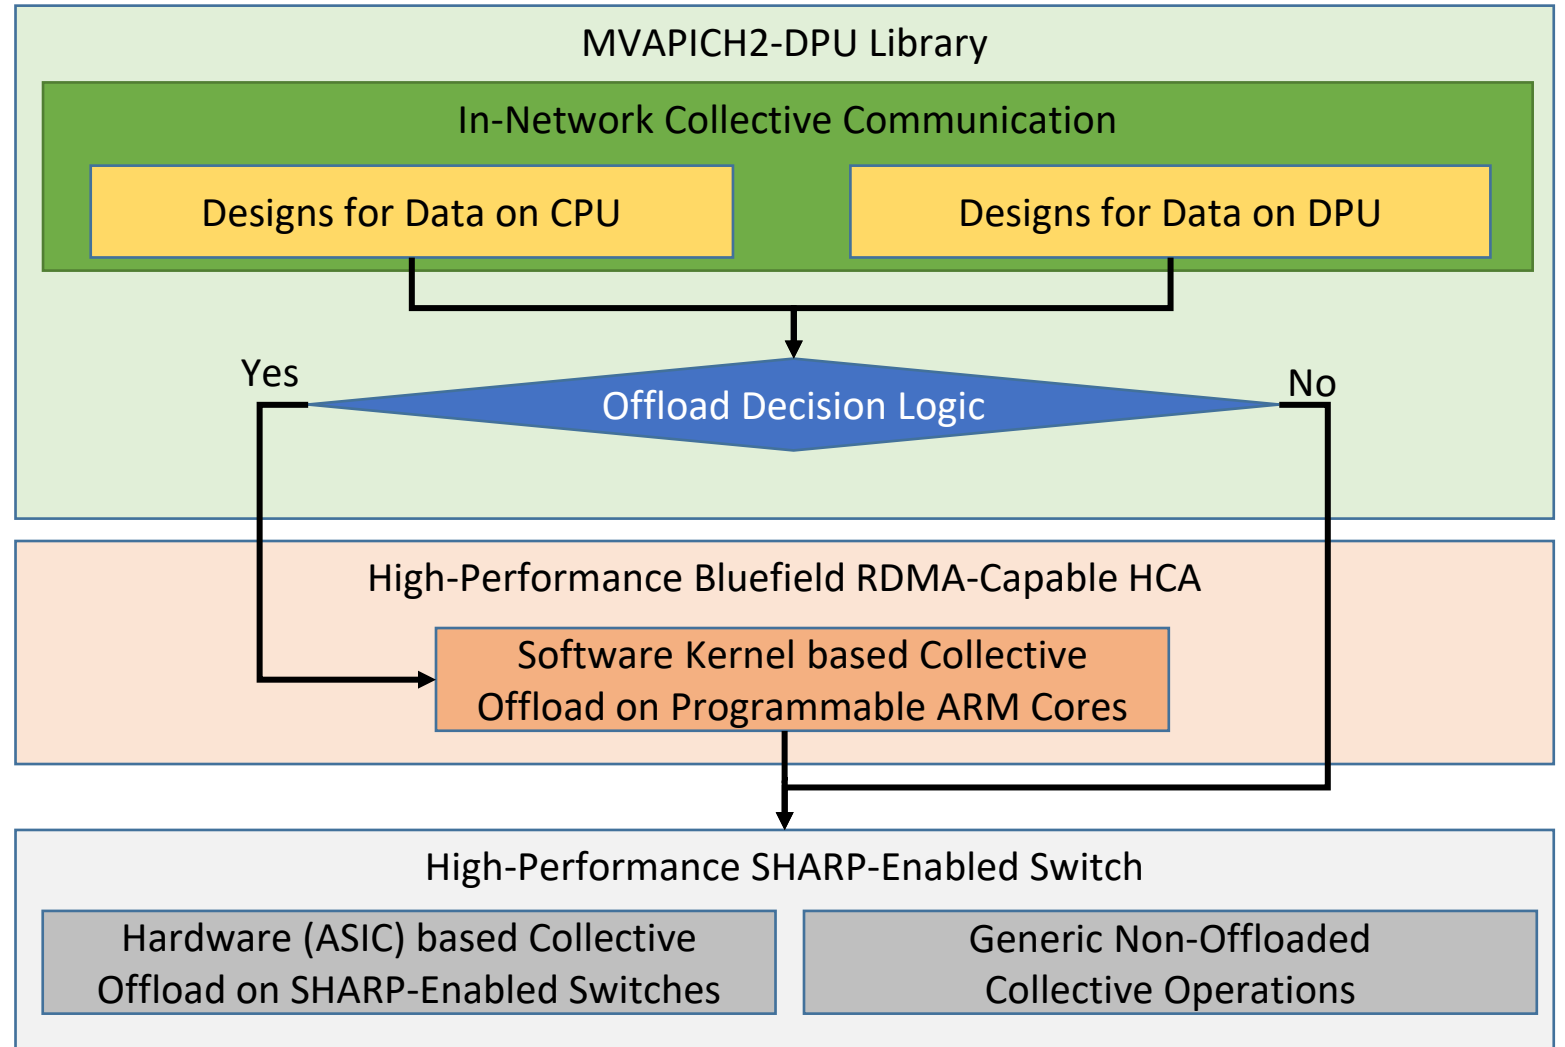 MVAPICH2-DPU Library
In-Network Collective Communication
Designs for Data on CPU
Designs for Data on DPU
Yes
No
Offload Decision Logic
High-Performance Bluefield RDMA-Capable HCA
Software Kernel based Collective
Offload on Programmable ARM Cores
High-Performance SHARP-Enabled Switch
Hardware (ASIC) based Collective
Offload on SHARP-Enabled Switches
Generic Non-Offloaded
Collective Operations